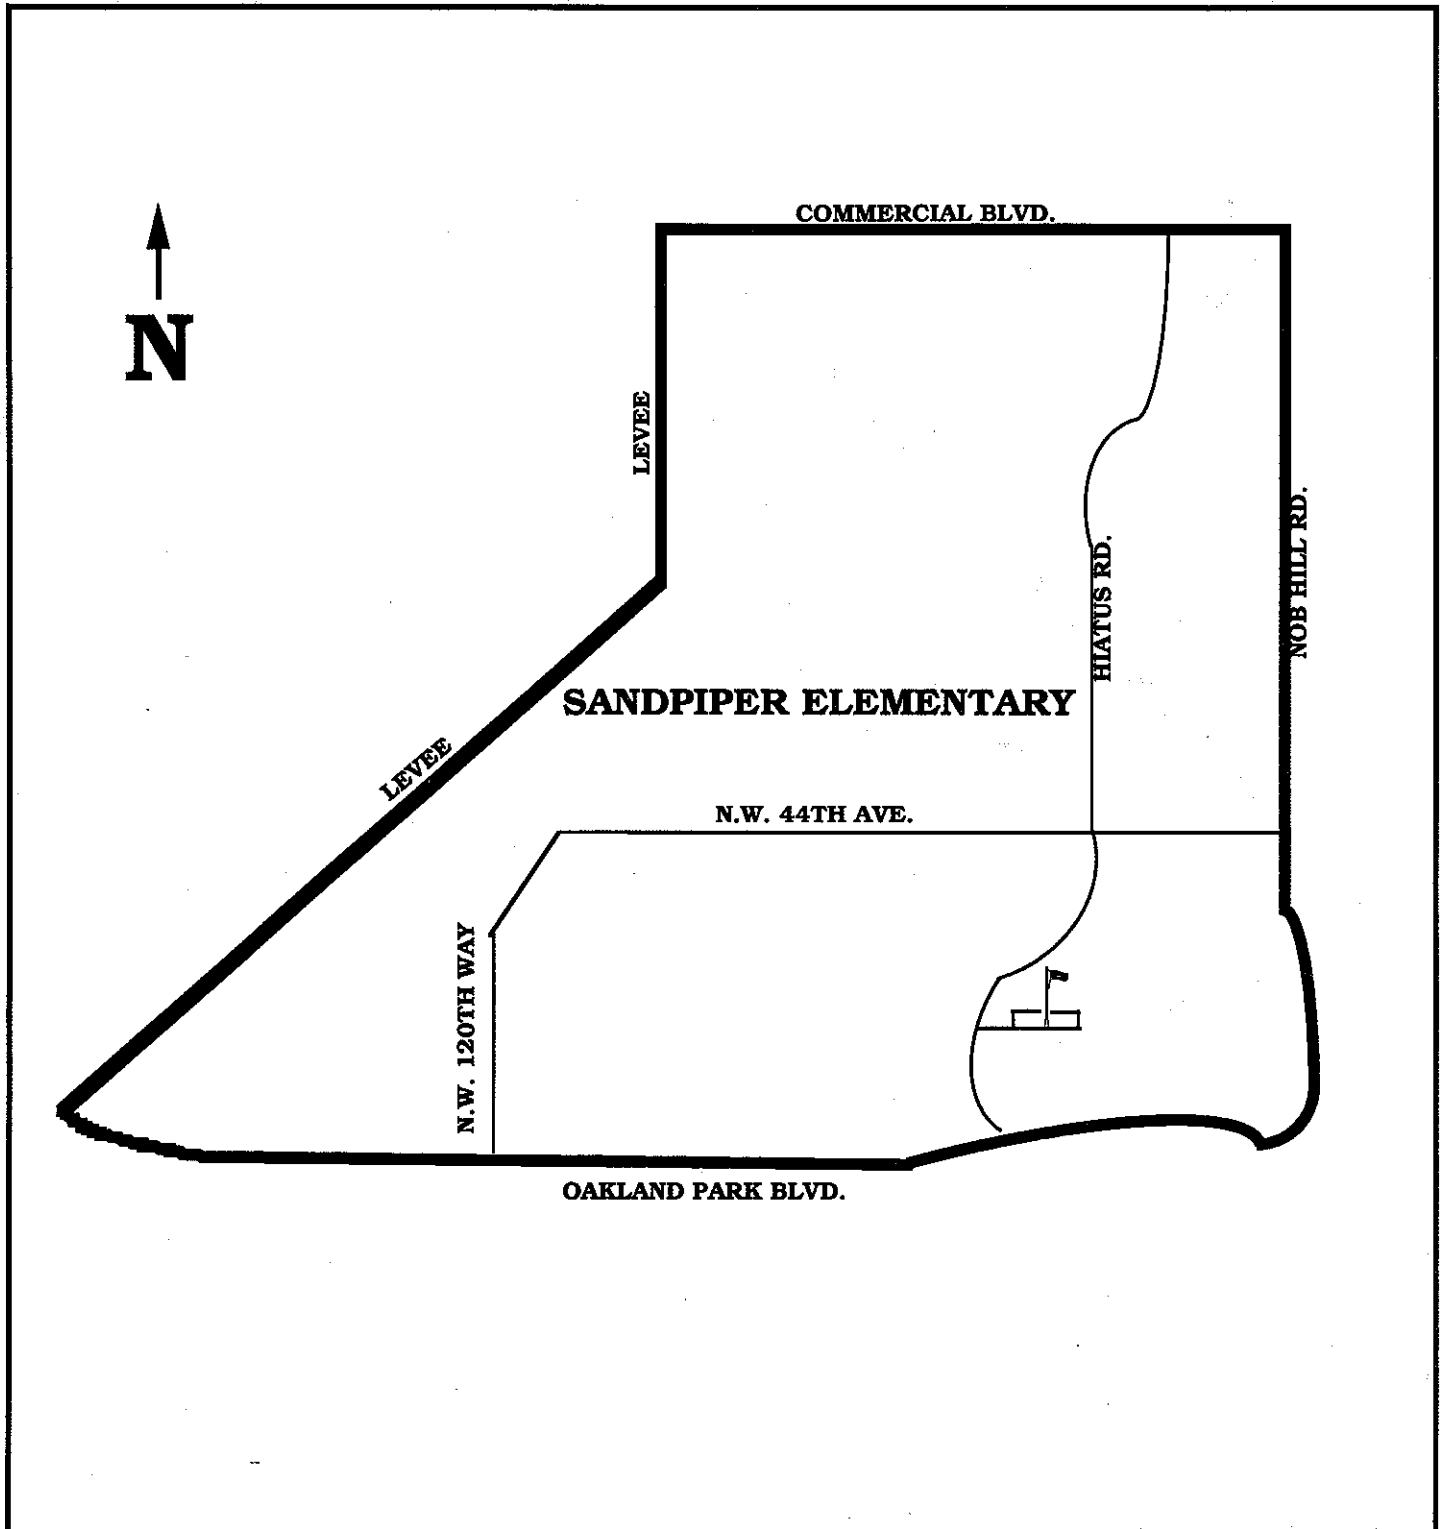 COMMERCIAL BLVD.
N
LEVEE
NOB HILL RD.
HIATUS RD.
SANDPIPER ELEMENTARY
LEVEE
N.W. 44TH AVE.
N.W. 120TH WAY
OAKLAND PARK BLVD.